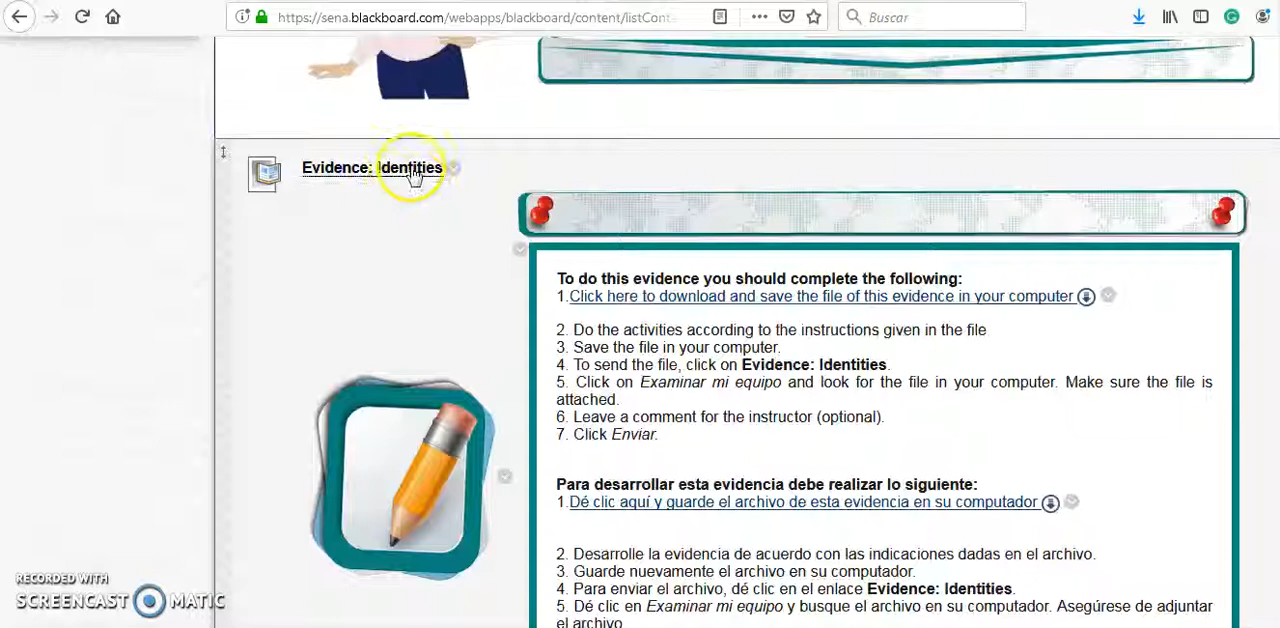 https://sena.blackboard.com/webapps/blackboard/content/listCont
Buscar
Evidence: Identities
To do this evidence you should complete the following:
1.Click here to download and save the file of this evidence in your computer
2. Do the activities according to the instructions given in the file
3. Save the file in your computer.
4. To send the file, click on Evidence: Identities.
5. Click on Examinar mi equipo and look for the file in your computer. Make sure the file is
attached.
6. Leave a comment for the instructor (optional).
7. Click Enviar.
Para desarrollar esta evidencia debe realizar lo siguiente:
1.Dé clic aquí y guarde el archivo de esta evidencia en su computador
2. Desarrolle la evidencia de acuerdo con las indicaciones dadas en el archivo.
3. Guarde nuevamente el archivo en su computador.
4. Para enviar el archivo, dé clic en el enlace Evidence: Identities.
5. Dé clic en Examinar mi equipo y busque el archivo en su computador. Asegúrese de adjuntar
el archivo
RECORDED WITH
SCREENCAST MATIC